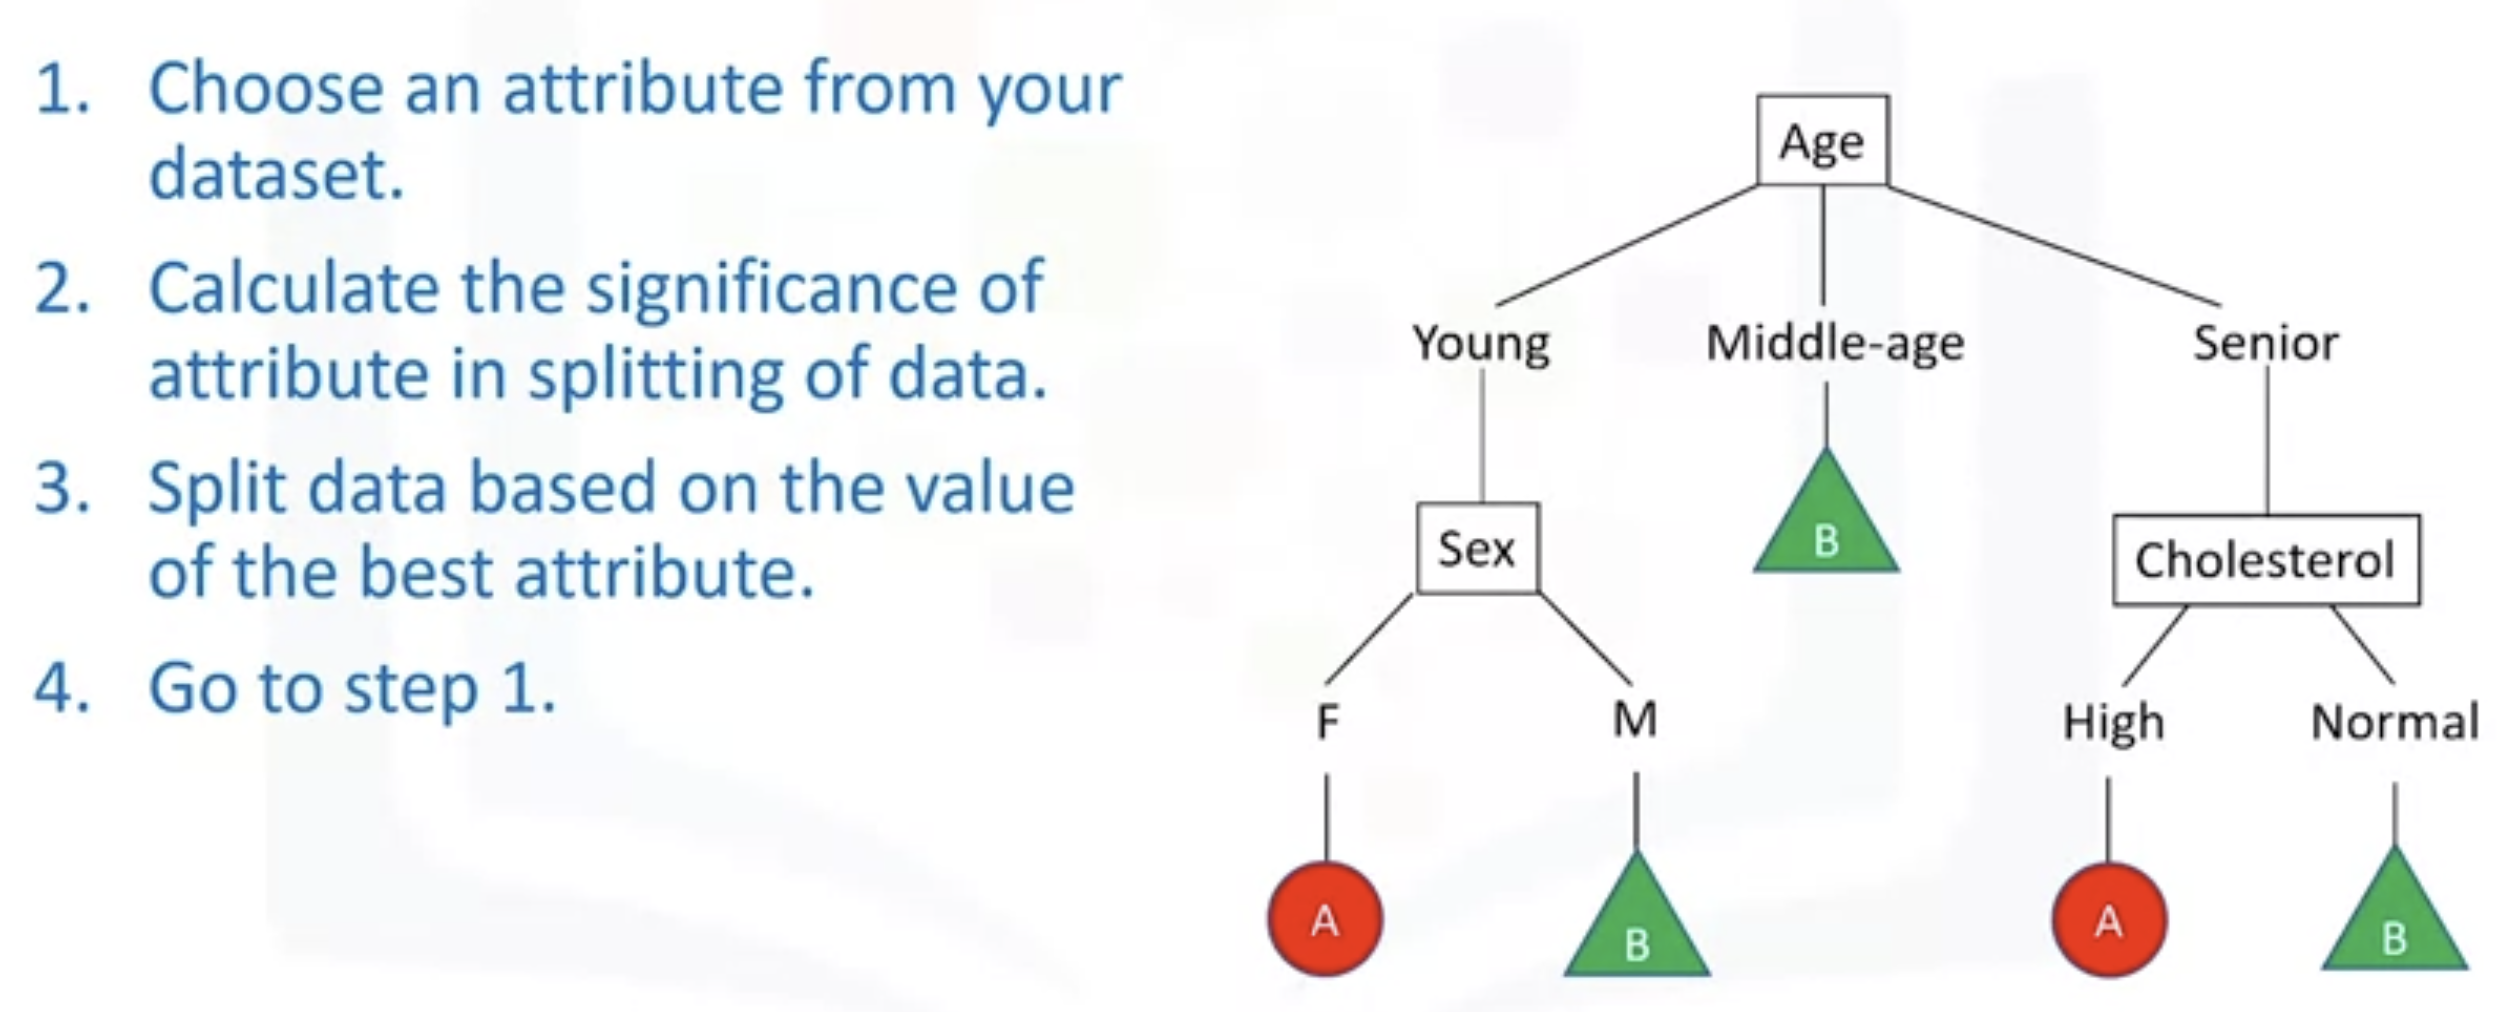 1. Choose an attribute from your
dataset.
2. Calculate the significance of
attribute in splitting of data.
3. Split data based on the value
of the best attribute.
4. Go to step 1.
Age
Young
Middle-age
Senior
Sex
B
Cholesterol
F
M
High
Normal
A
B
A
B